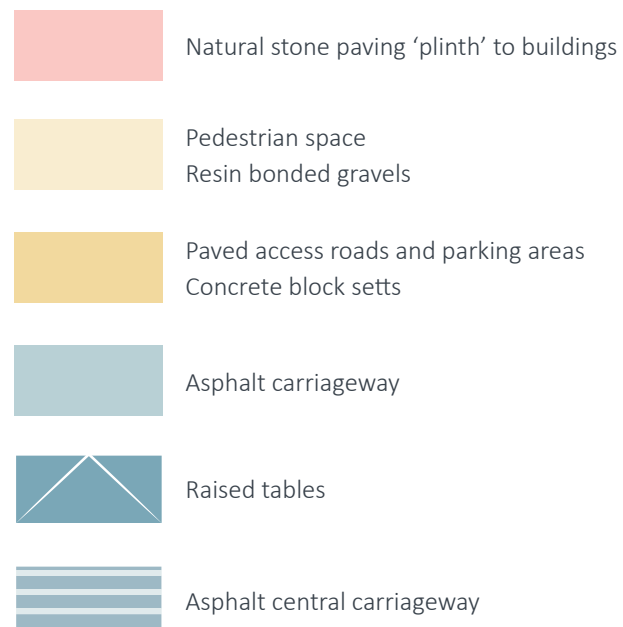 Natural stone paving ‘plinth’ to buildings
Pedestrian space
Resin bonded gravels
Paved access roads and parking areas
Concrete block setts
Asphalt carriageway
Raised tables
Asphalt central carriageway